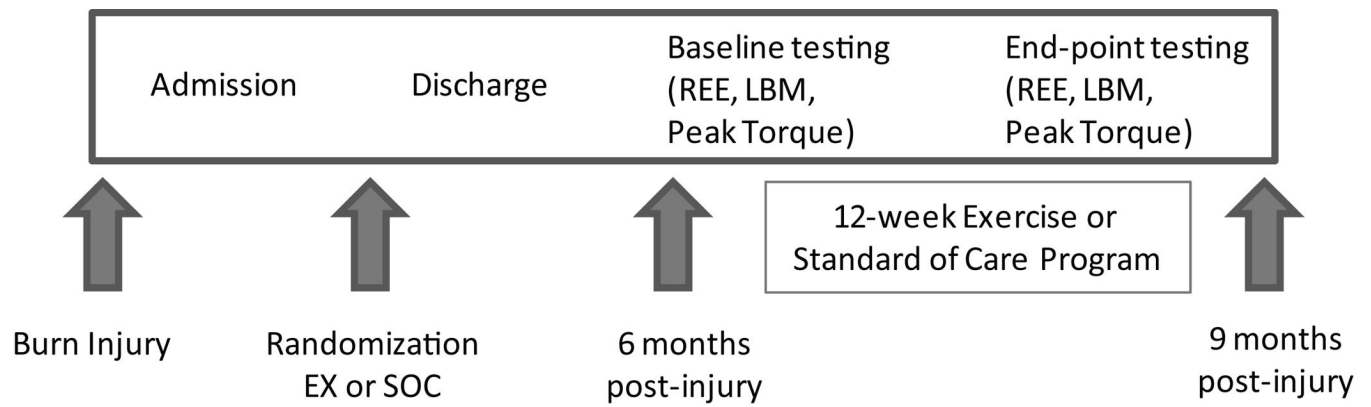 Admission
Discharge
Baseline testing
(REE, LBM,
Peak Torque)
End-point testing
(REE, LBM,
Peak Torque)
12-week Exercise or
Standard of Care Program
Burn Injury
Randomization
EX or SOC
6 months
post-injury
9 months
post-injury